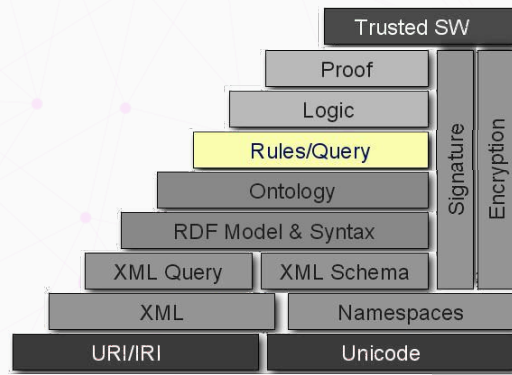 Trusted SW
Proof
Logic
Rules/Query
Ontology
RDF Model & Syntax
XML Query
XML Schema
XML
Namespaces
URI/IRI
Unicode
Signature
Encryption